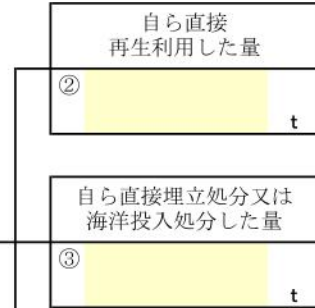 自ら直接
再生利用した量
②
t
自ら直接埋立処分又は
海洋投入処分した量
③
t